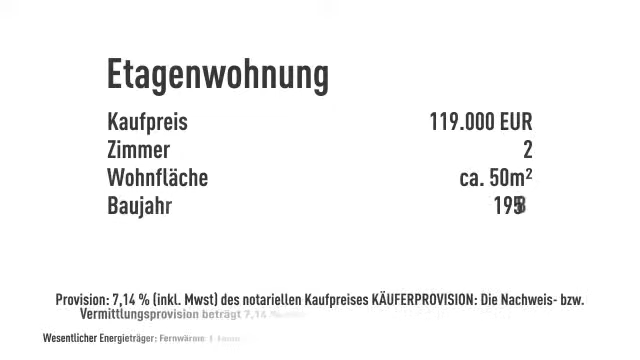 Etagenwohnung
Kaufpreis 119.000 EUR
Zimmer 2
Wohnfläche ca. 50m²
Baujahr
Provision: 7,14 % (inkl. Mwst) des notariellen Kaufpreises KÄUFERPROVISION: Die Nachweis- bzw.
Vermittlungsprovision beträgt 7,14
Wesentlicher Energieträger: Fernwärme